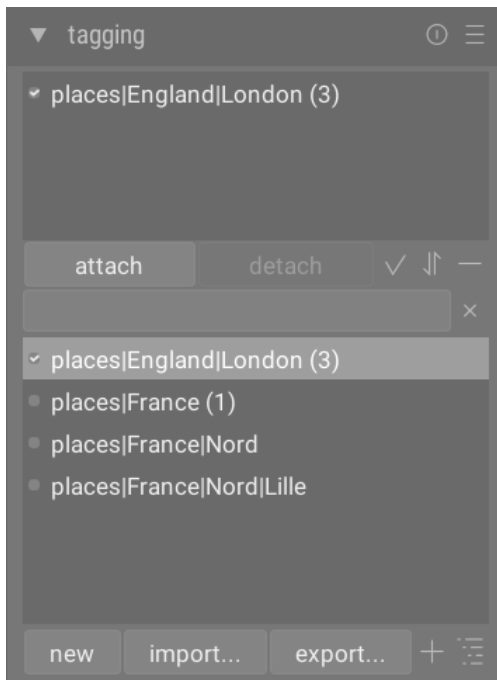 tagging
places|England|London (3)
attach detach
places|England|London (3)
places|France (1)
places|France|Nord
places|France|Nord|Lille
new import... export...